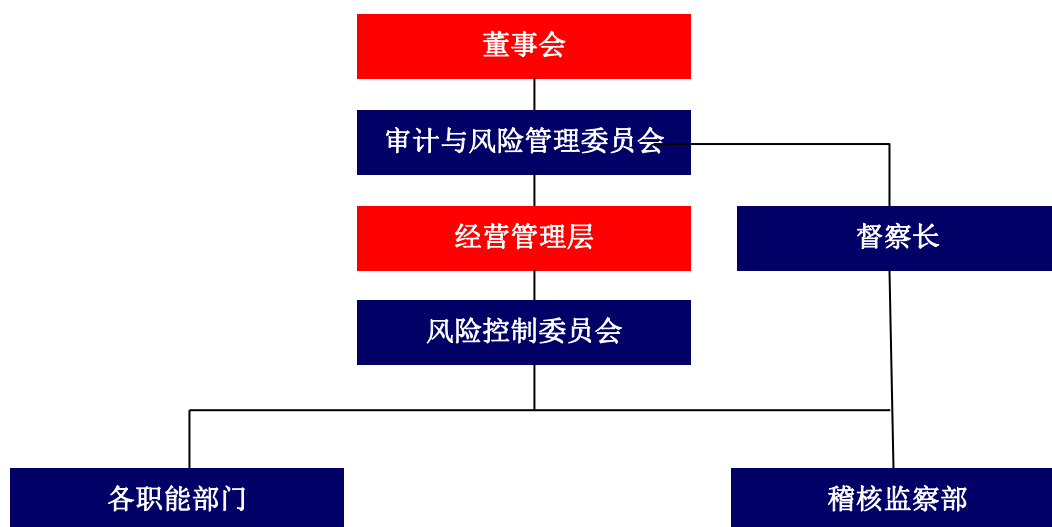 董事会
审计与风险管理委员会
经营管理层
督察长
风险控制委员会
各职能部门
稽核监察部